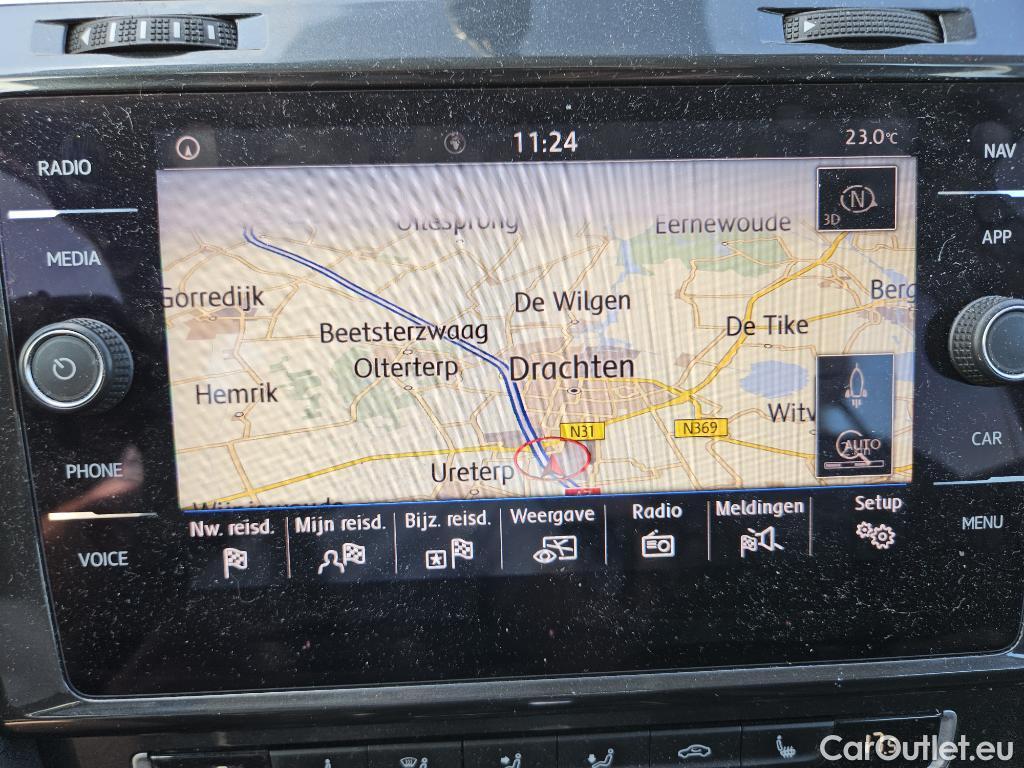 11:24
23.0°C
RADIO
MEDIA
PHONE
VOICE
NAV
APP
CAR
MENU
N
3D
Eernewoude
Gorredijk
De Wilgen
Beetsterzwaag
De Tike
Olterterp
Drachten
Hemrik
N31
N369
Ureterp
AUTO
Nw. reisd.
Mijn reisd.
Bijz. reisd.
Weergave
Radio
Meldingen
Setup
CarOutlet.eu